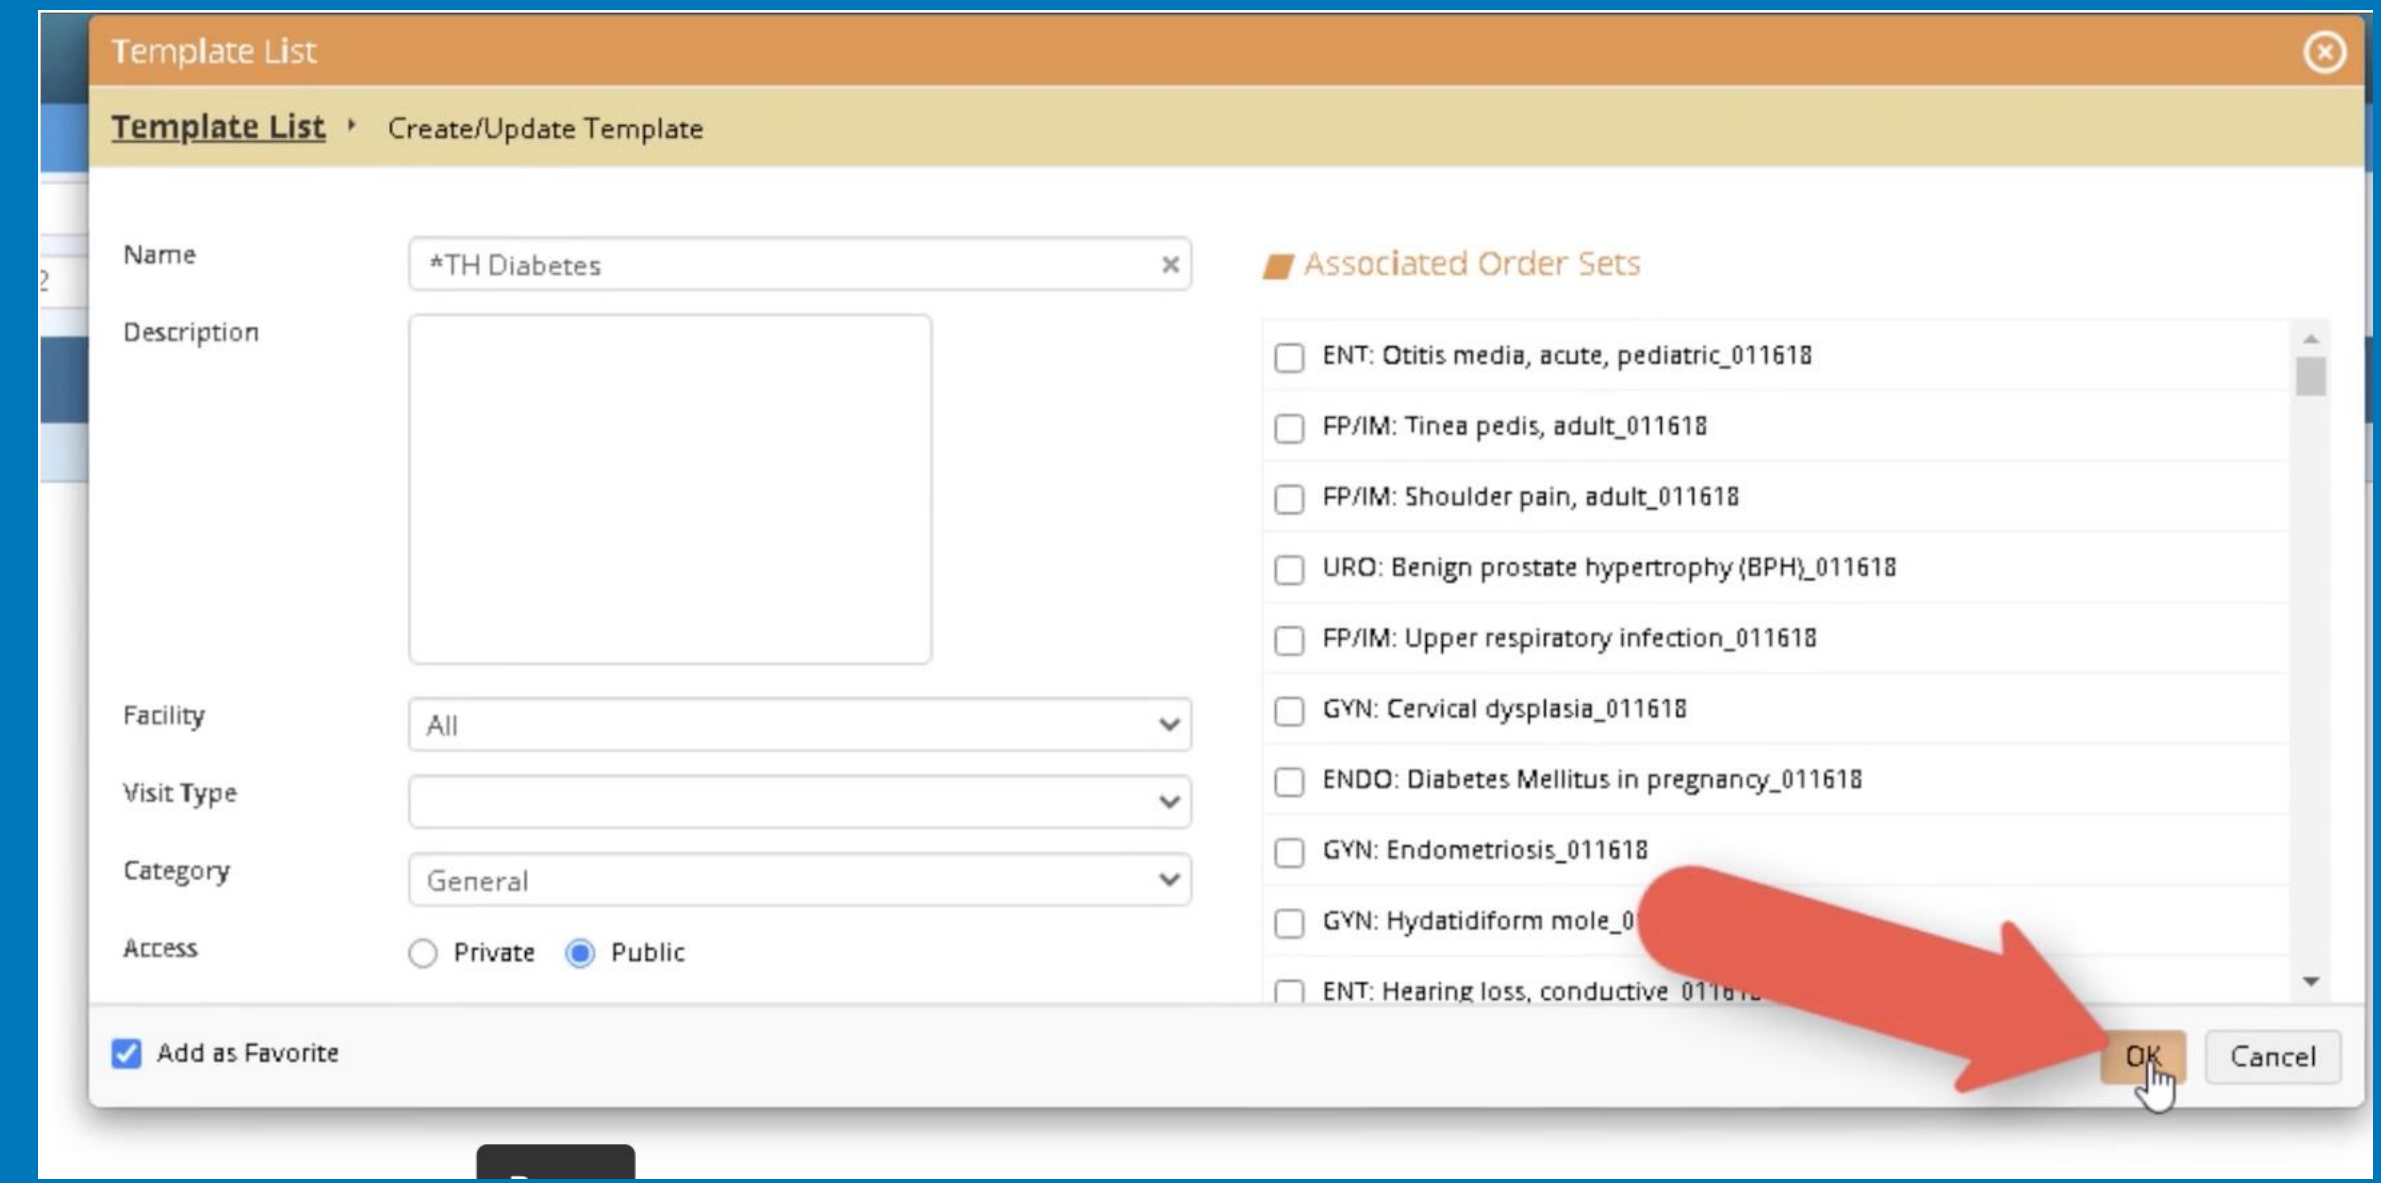 Template List
Template List Create/Update Template
Name
*TH Diabetes
Description
Facility
All
Visit Type
Category
General
Access
Private Public
Associated Order Sets
ENT: Otitis media, acute, pediatric_011618
FP/IM: Tinea pedis, adult_011618
FP/IM: Shoulder pain, adult_011618
URO: Benign prostate hypertrophy (BPH)_011618
FP/IM: Upper respiratory infection_011618
GYN: Cervical dysplasia_011618
ENDO: Diabetes Mellitus in pregnancy_011618
GYN: Endometriosis_011618
GYN: Hydatidiform mole_0
ENT: Hearing loss, conductive
Add as Favorite
OK Cancel
2